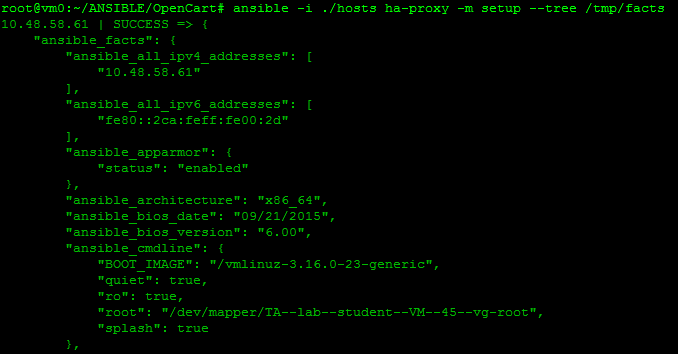 root@vm0:~/ANSIBLE/OpenCart# ansible -i ./hosts ha-proxy -m setup --tree /tmp/facts
10.48.58.61 | SUCCESS => {
    "ansible_facts": {
        "ansible_all_ipv4_addresses": [
            "10.48.58.61"
        ],
        "ansible_all_ipv6_addresses": [
            "fe80::2ca:feff:fe00:2d"
        ],
        "ansible_apparmor": {
            "status": "enabled"
        },
        "ansible_architecture": "x86_64",
        "ansible_bios_date": "09/21/2015",
        "ansible_bios_version": "6.00",
        "ansible_cmdline": {
            "BOOT_IMAGE": "/vmlinuz-3.16.0-23-generic",
            "quiet": true,
            "ro": true,
            "root": "/dev/mapper/TA--lab--student--VM--45--vg-root",
            "splash": true
        },